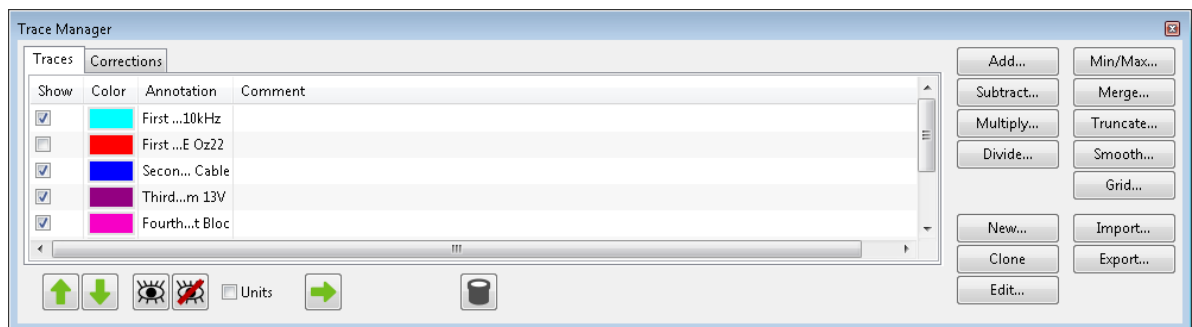 Trace Manager
Traces Corrections
Show Color Annotation Comment
First ...10kHz
First ...E Oz22
Secon... Cable
Third...m 13V
Fourth...t Bloc
Units
Add... Min/Max...
Subtract... Merge...
Multiply... Truncate...
Divide... Smooth...
Grid...
New... Import...
Clone Export...
Edit...